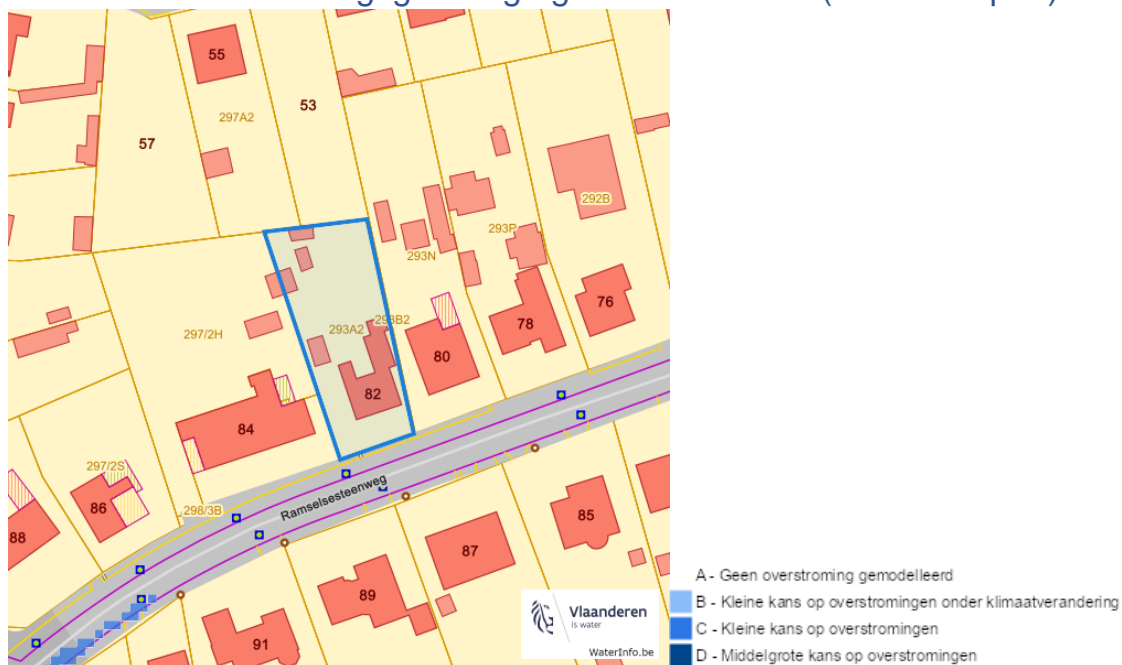 55
53
297A2
57
292B
293P
293N
297/2H
293A2
293B2
76
78
80
82
84
Ramselsesteenweg
297/2S
86
298/3B
88
85
87
89
91
Vlaanderen
is water
WaterInfo.be
A - Geen overstroming gemodelleerd
B - Kleine kans op overstromingen onder klimaatverandering
C - Kleine kans op overstromingen
D - Middelgrote kans op overstromingen